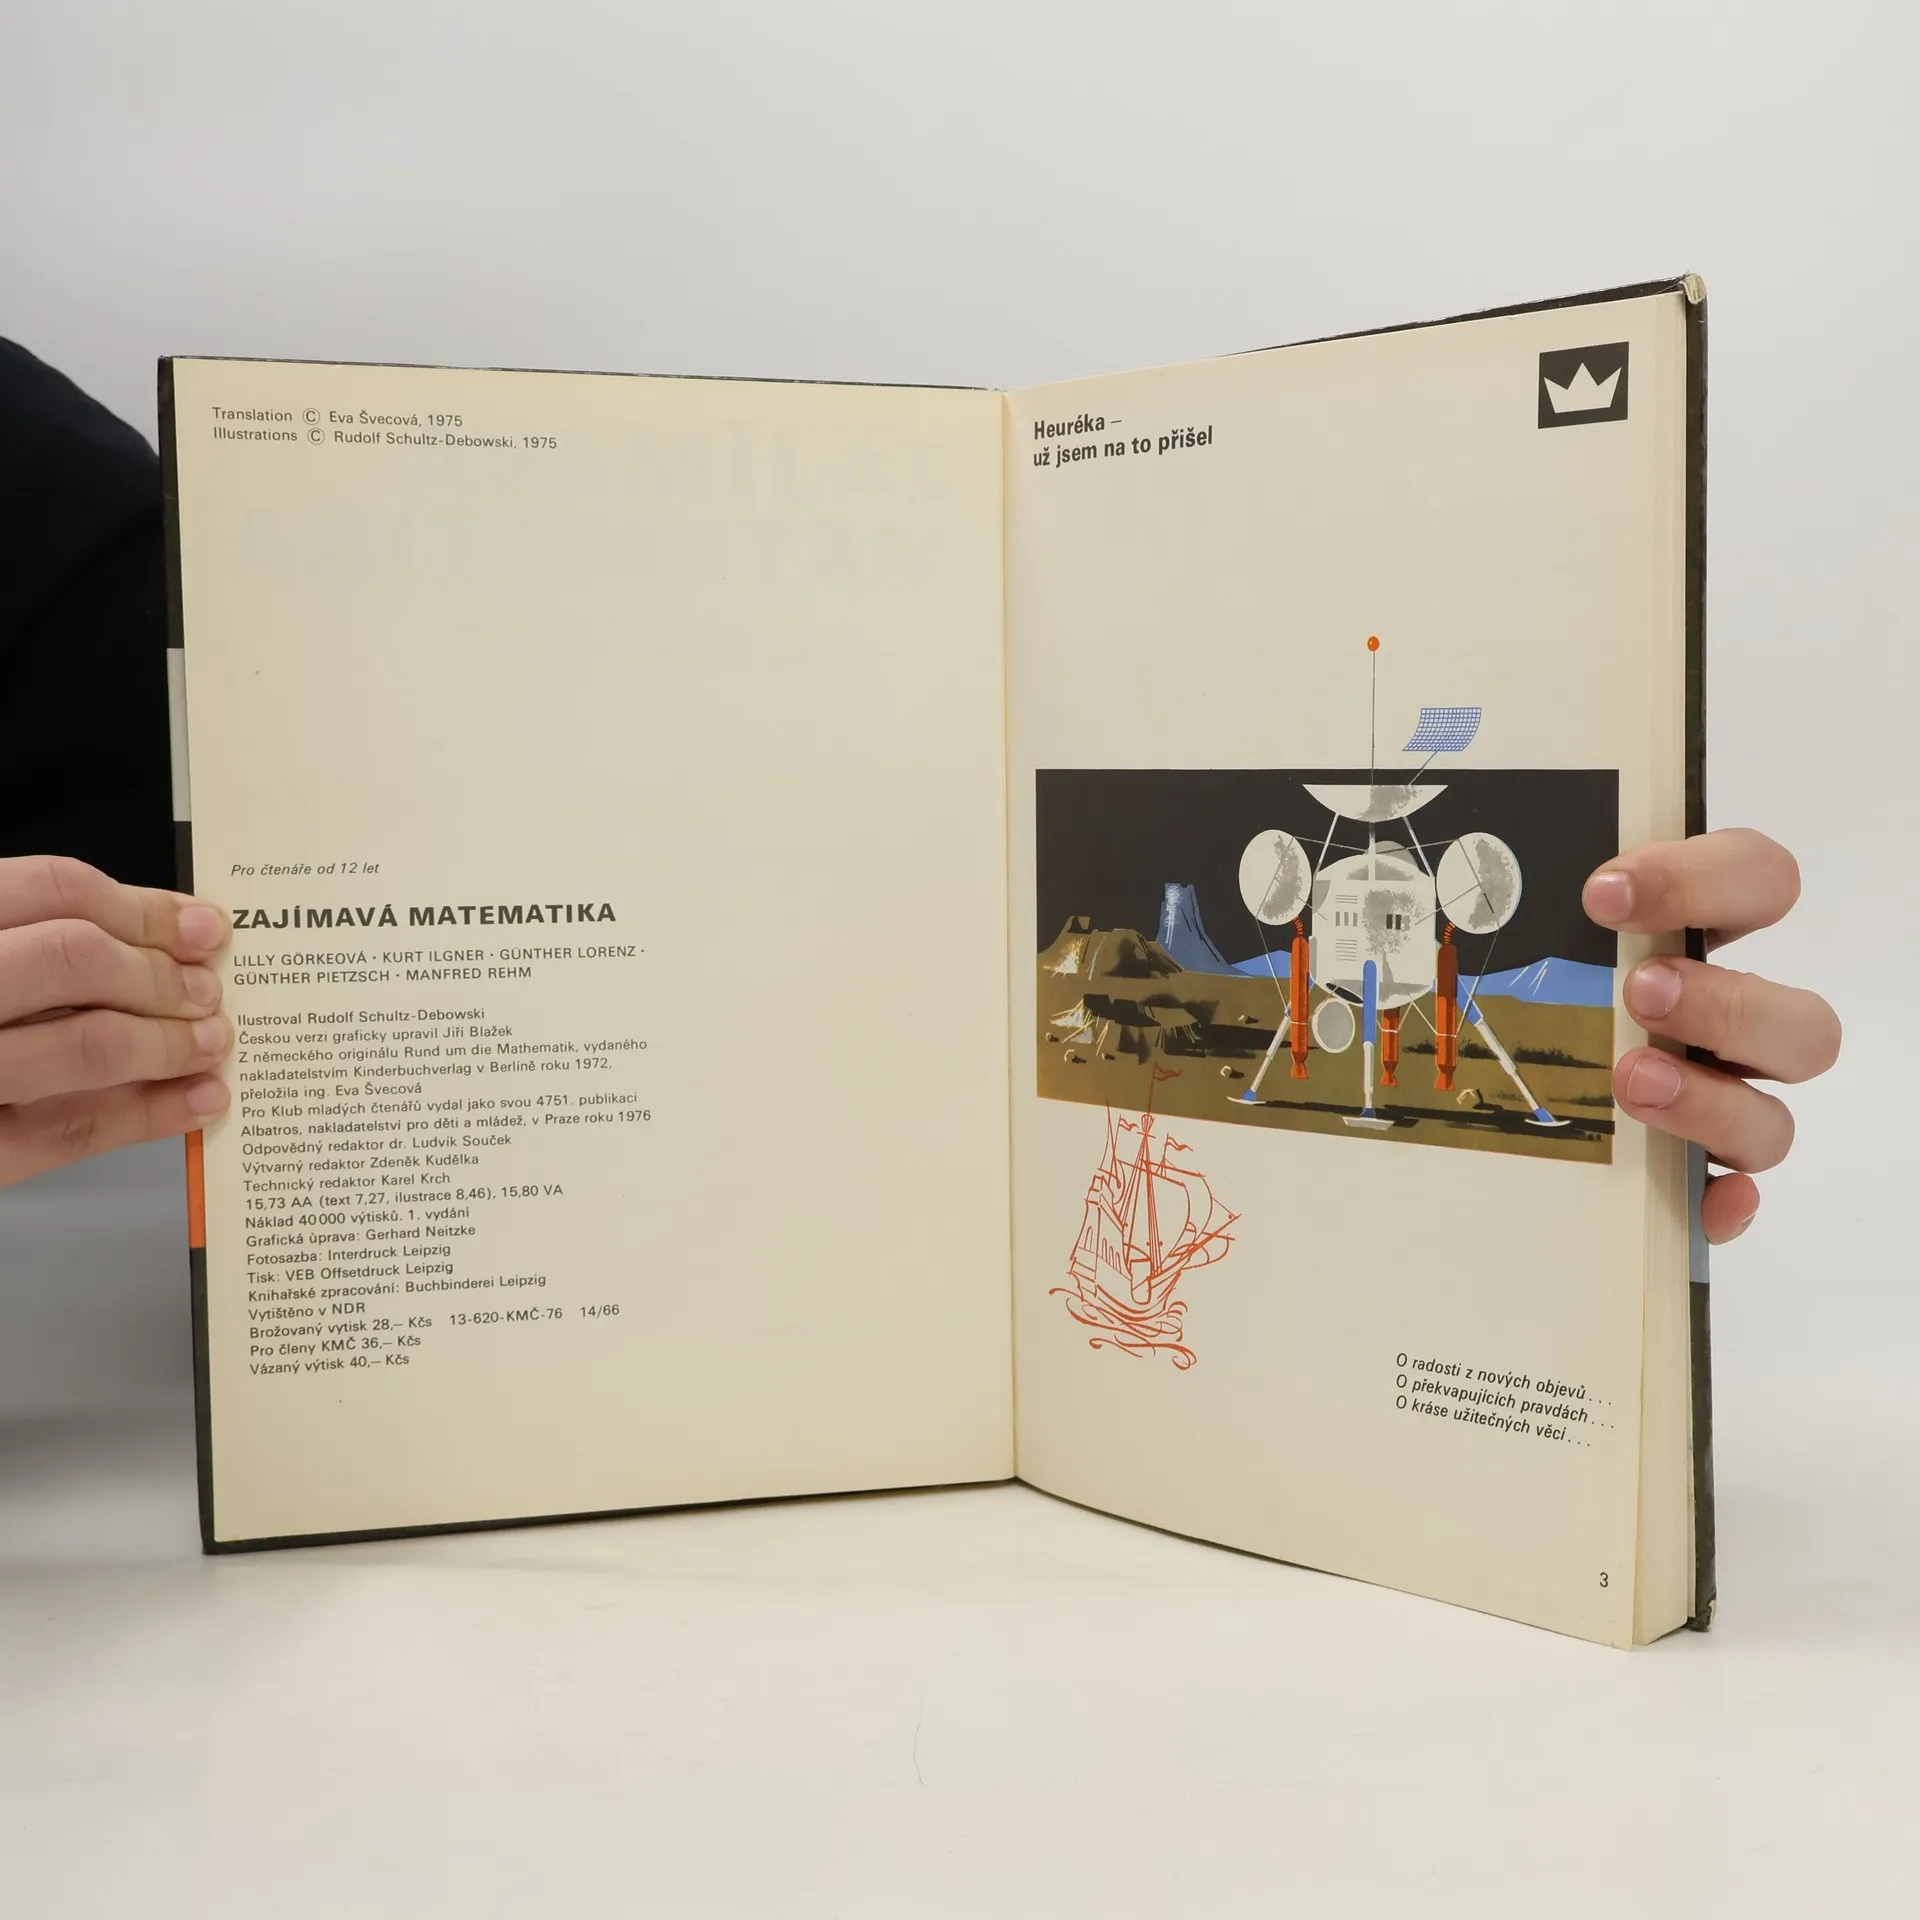 Translation © Eva Švecová, 1975
Illustrations © Rudolf Schultz-Debowski, 1975
Pro čtenáře od 12 let
ZAJÍMAVÁ MATEMATIKA
LILLY GÖRKEOVÁ · KURT ILGNER · GÜNTHER LORENZ ·
GÜNTHER PIETZSCH · MANFRED REHM
Ilustroval Rudolf Schultz-Debowski
Českou verzi graficky upravil Jiří Blažek
Z německého originálu Rund um die Mathematik, vydaného
nakladatelstvím Kinderbuchverlag v Berlíně roku 1972,
přeložila ing. Eva Švecová
Pro Klub mladých čtenářů vydal jako svou 4751. publikaci
Albatros, nakladatelství pro děti a mládež, v Praze roku 1976
Odpovědný redaktor dr. Ludvík Souček
Výtvarný redaktor Zdeněk Kudělka
Technický redaktor Karel Krch
15,73 AA (text 7,27, ilustrace 8,46), 15,80 VA
Náklad 40 000 výtisků. 1. vydání
Grafická úprava: Gerhard Neitzke
Fotosazba: Interdruck Leipzig
Tisk: VEB Offsetdruck Leipzig
Knihařské zpracování: Buchbinderei Leipzig
Vytištěno v NDR
Brožovaný výtisk 28,– Kčs 13-620-KMČ-76 14/66
Pro členy KMČ 36,– Kčs
Vázaný výtisk 40,– Kčs
Heuréka –
už jsem na to přišel
O radosti z nových objevů . . .
O překvapujících pravdách . . .
O kráse užitečných věcí . . .
3